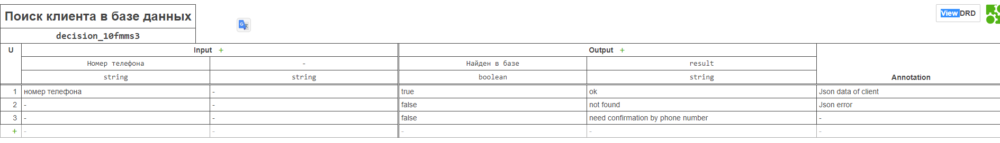 Поиск клиента в базе данных
View DRD
decision_10fmms3
U Input + Output +
Номер телефона - Найден в базе result
string string boolean string Annotation
1 номер телефона - true ok Json data of client
2 - - false not found Json error
3 - - false need confirmation by phone number -
+ - - - - -